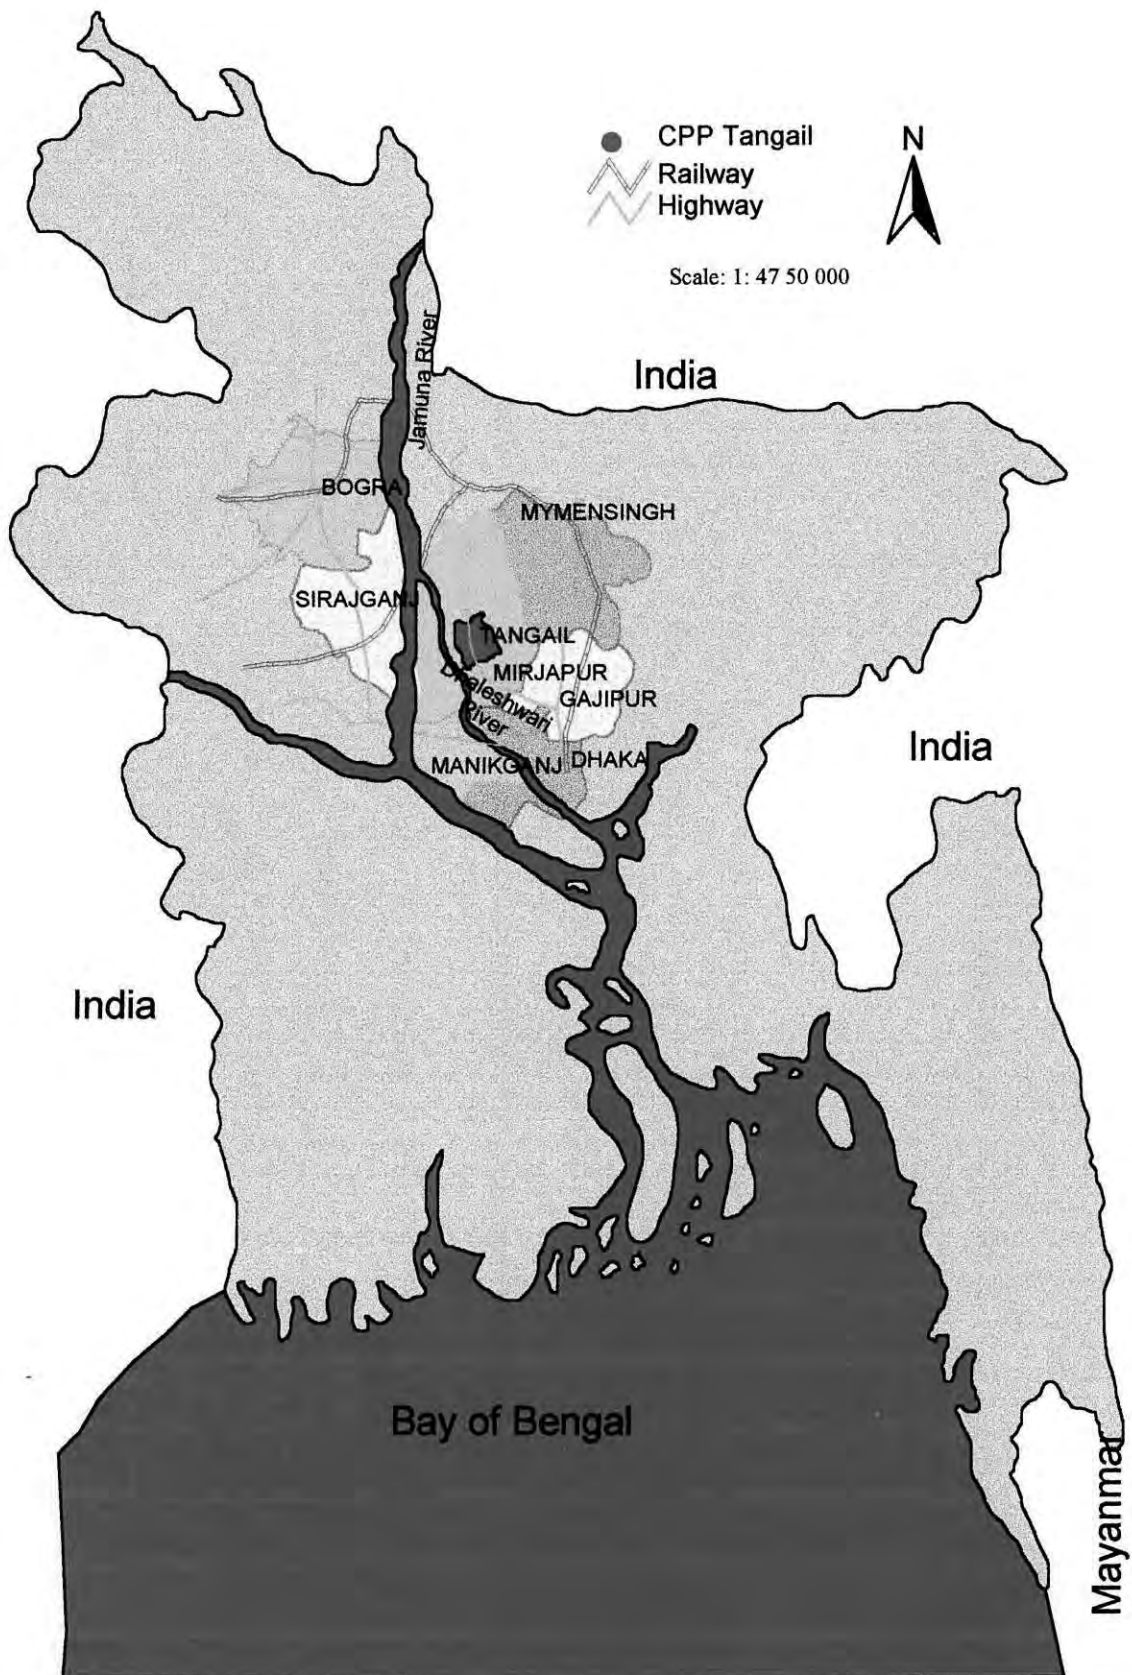 CPP Tangail
N
Railway
Highway
Scale: 1: 47 50 000
Jamuna River
India
BOGRA
MYMENSINGH
SIRAJGANJ
TANGAIL
MIRJAPUR
Dhaleshwari
River
GAJIPUR
MANIKGANJ
DHAKA
India
India
Bay of Bengal
Mayanmar